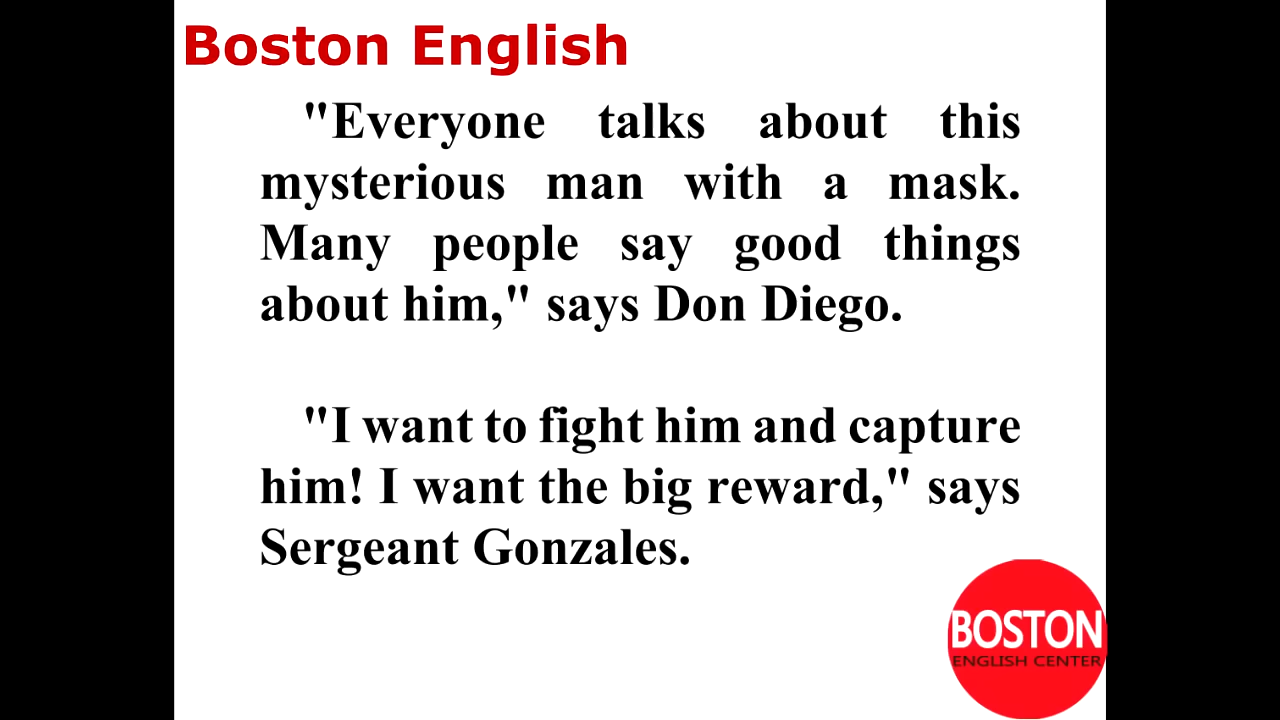 Boston English
"Everyone talks about this
mysterious man with a mask.
Many people say good things
about him," says Don Diego.
"I want to fight him and capture
him! I want the big reward," says
Sergeant Gonzales.
BOSTON
ENGLISH CENTER